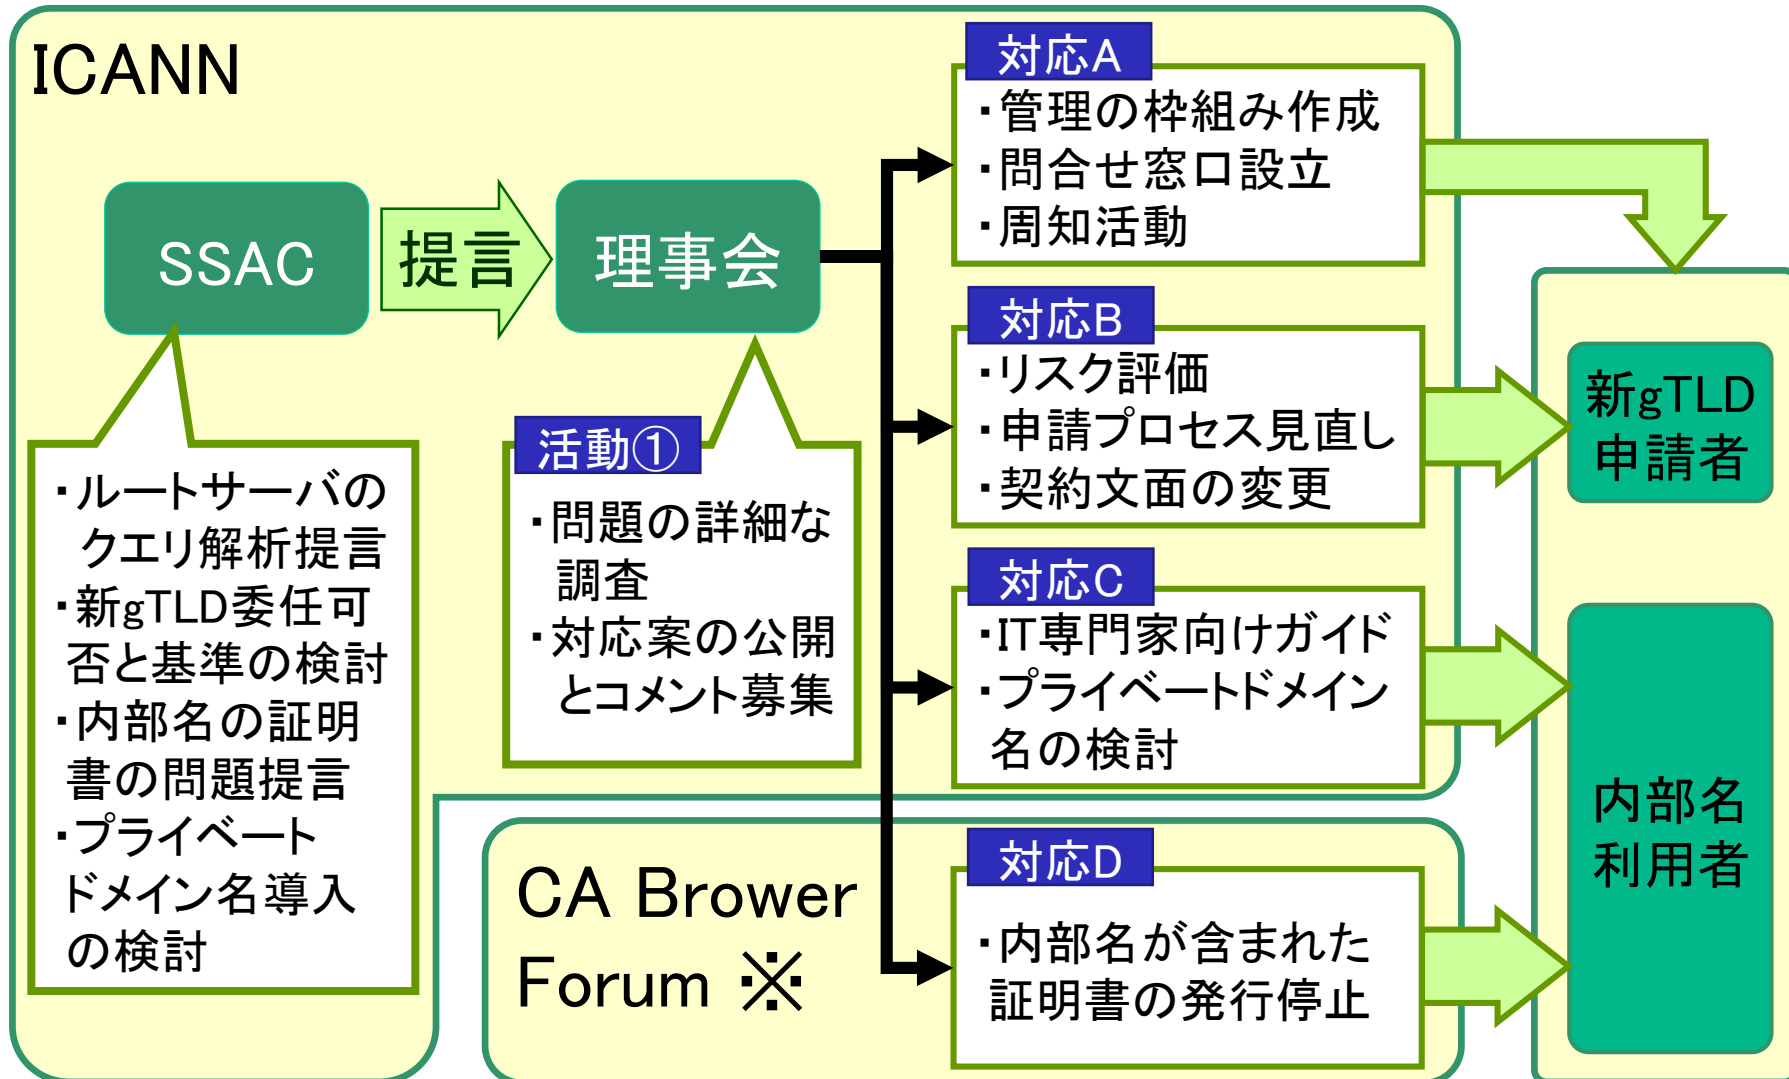 ICANN
SSAC
提言
理事会
・ルートサーバの
クエリ解析提言
・新gTLD委任可
否と基準の検討
・内部名の証明
書の問題提言
・プライベート
ドメイン名導入
の検討
活動①
・問題の詳細な
調査
・対応案の公開
とコメント募集
対応A
・管理の枠組み作成
・問合せ窓口設立
・周知活動
対応B
・リスク評価
・申請プロセス見直し
・契約文面の変更
対応C
・IT専門家向けガイド
・プライベートドメイン
名の検討
CA Brower
Forum ※
対応D
・内部名が含まれた
証明書の発行停止
新gTLD
申請者
内部名
利用者